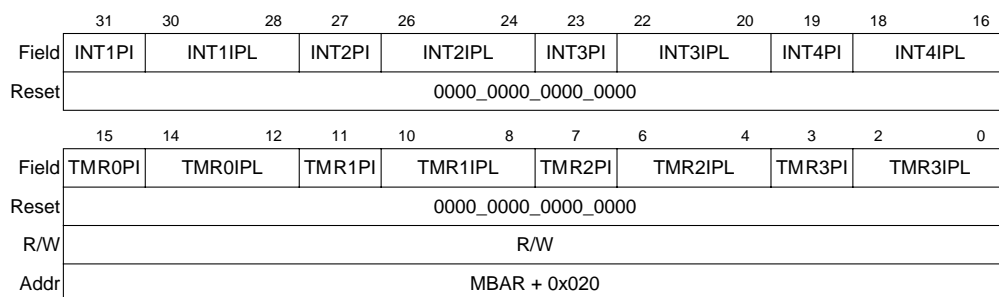 31 30 28 27 26 24 23 22 20 19 18 16
Field INT1PI INT1IPL INT2PI INT2IPL INT3PI INT3IPL INT4PI INT4IPL
Reset 0000_0000_0000_0000
15 14 12 11 10 8 7 6 4 3 2 0
Field TMR0PI TMR0IPL TMR1PI TMR1IPL TMR2PI TMR2IPL TMR3PI TMR3IPL
Reset 0000_0000_0000_0000
R/W R/W
Addr MBAR + 0x020